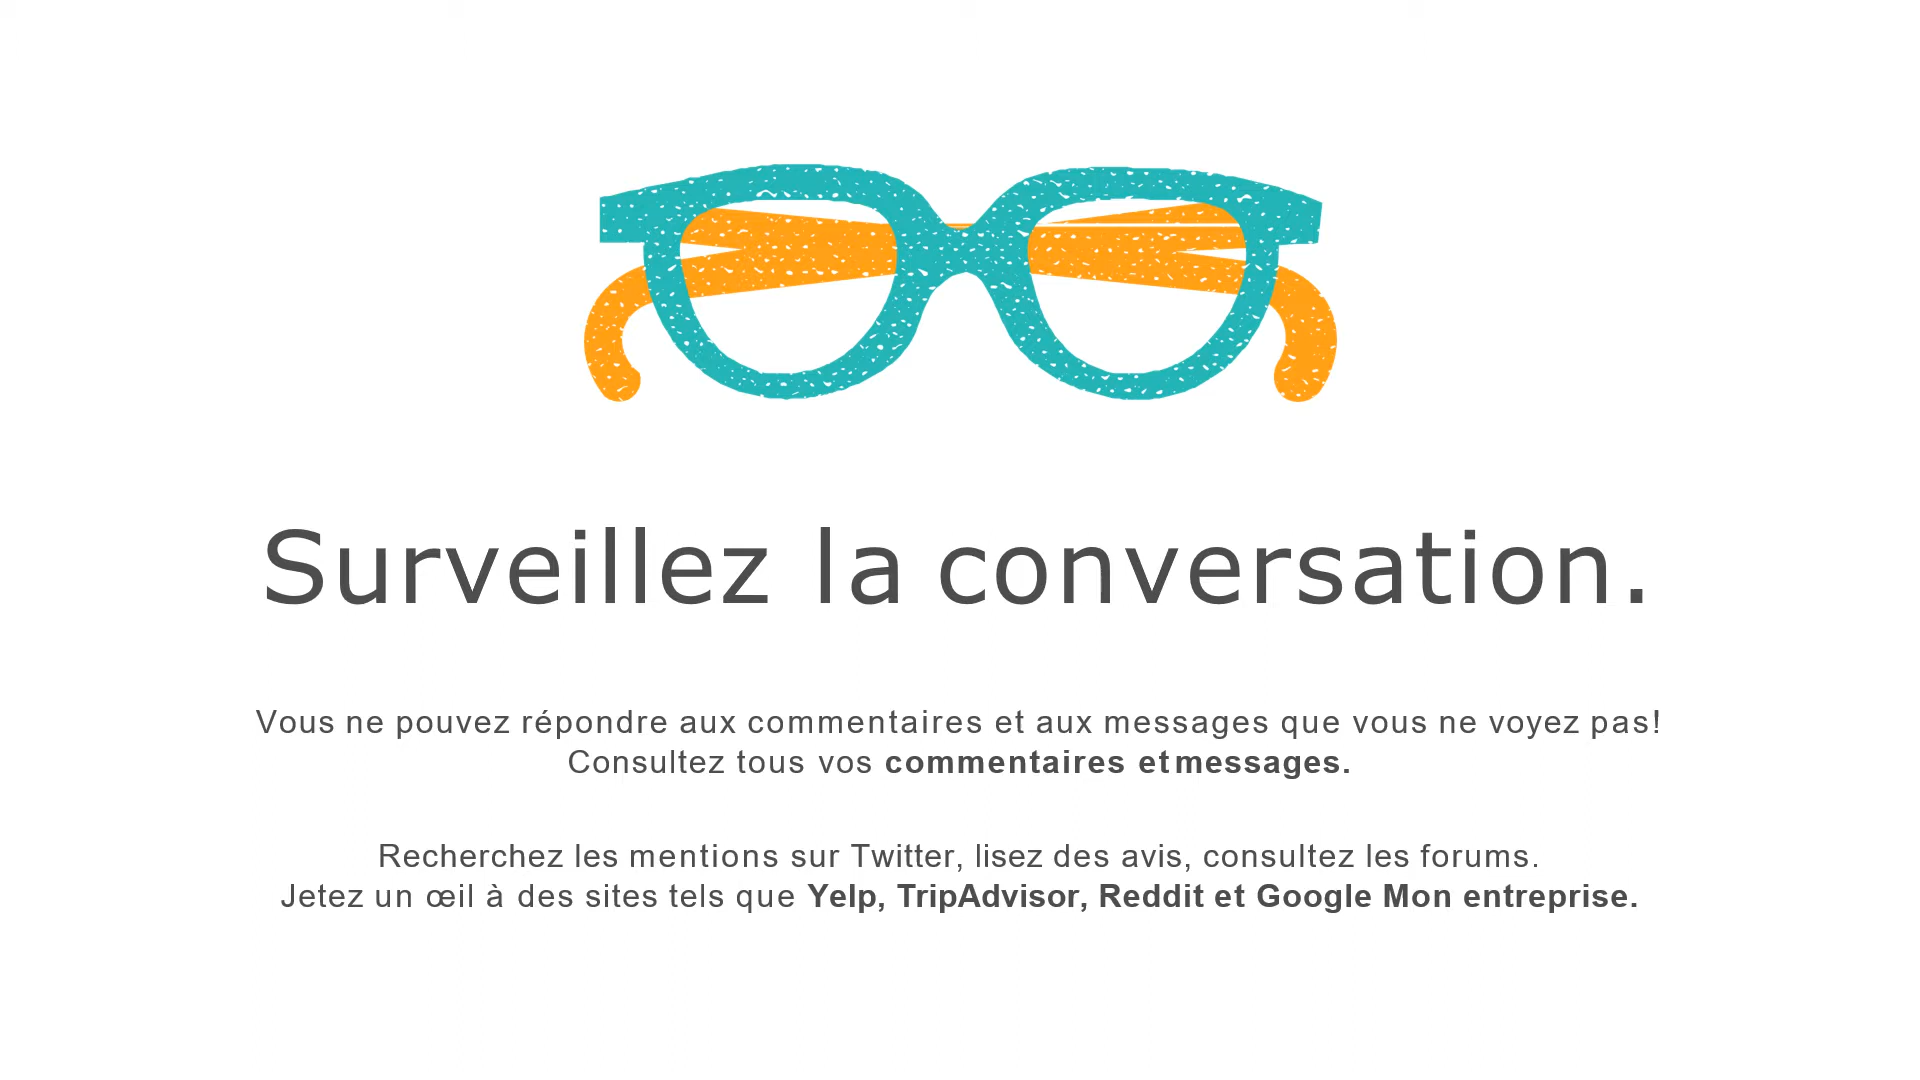 Surveillez la conversation.
Vous ne pouvez répondre aux commentaires et aux messages que vous ne voyez pas!
Consultez tous vos commentaires et messages.
Recherchez les mentions sur Twitter, lisez des avis, consultez les forums.
Jetez un œil à des sites tels que Yelp, TripAdvisor, Reddit et Google Mon entreprise.